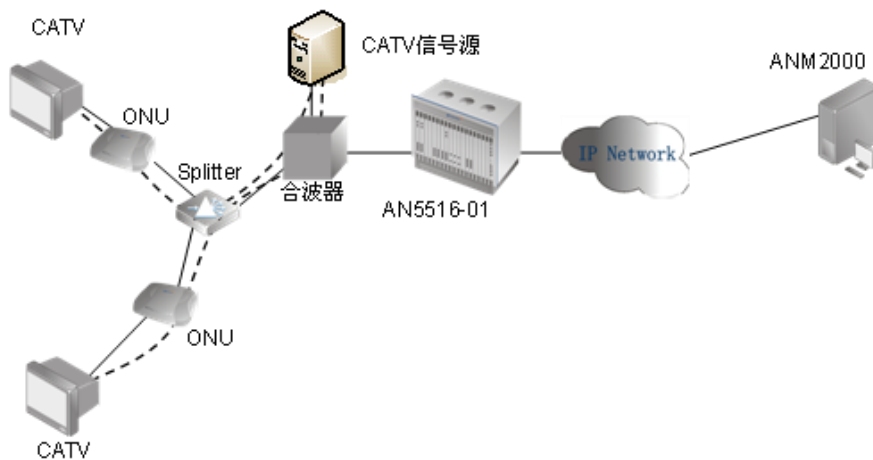 CATV
CATV信号源
ANM2000
ONU
Splitter
IP Network
合波器
AN5516-01
ONU
CATV